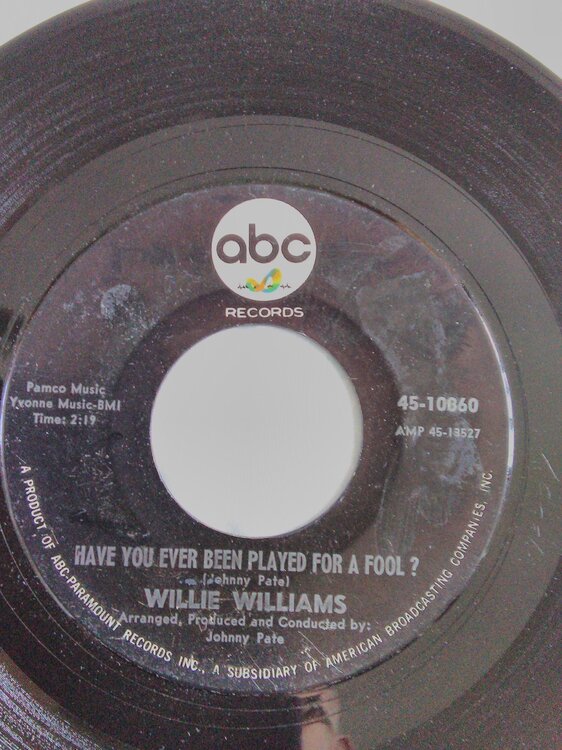 abc
RECORDS
Pamco Music
Yvonne Music-BMI
Time: 2:19
45-10860
AMP 45-13527
HAVE YOU EVER BEEN PLAYED FOR A FOOL ?
(Johnny Pate)
WILLIE WILLIAMS
Arranged, Produced and Conducted by:
Johnny Pate
A PRODUCT OF ABC-PARAMOUNT RECORDS INC., A SUBSIDIARY OF AMERICAN BROADCASTING COMPANIES, INC.